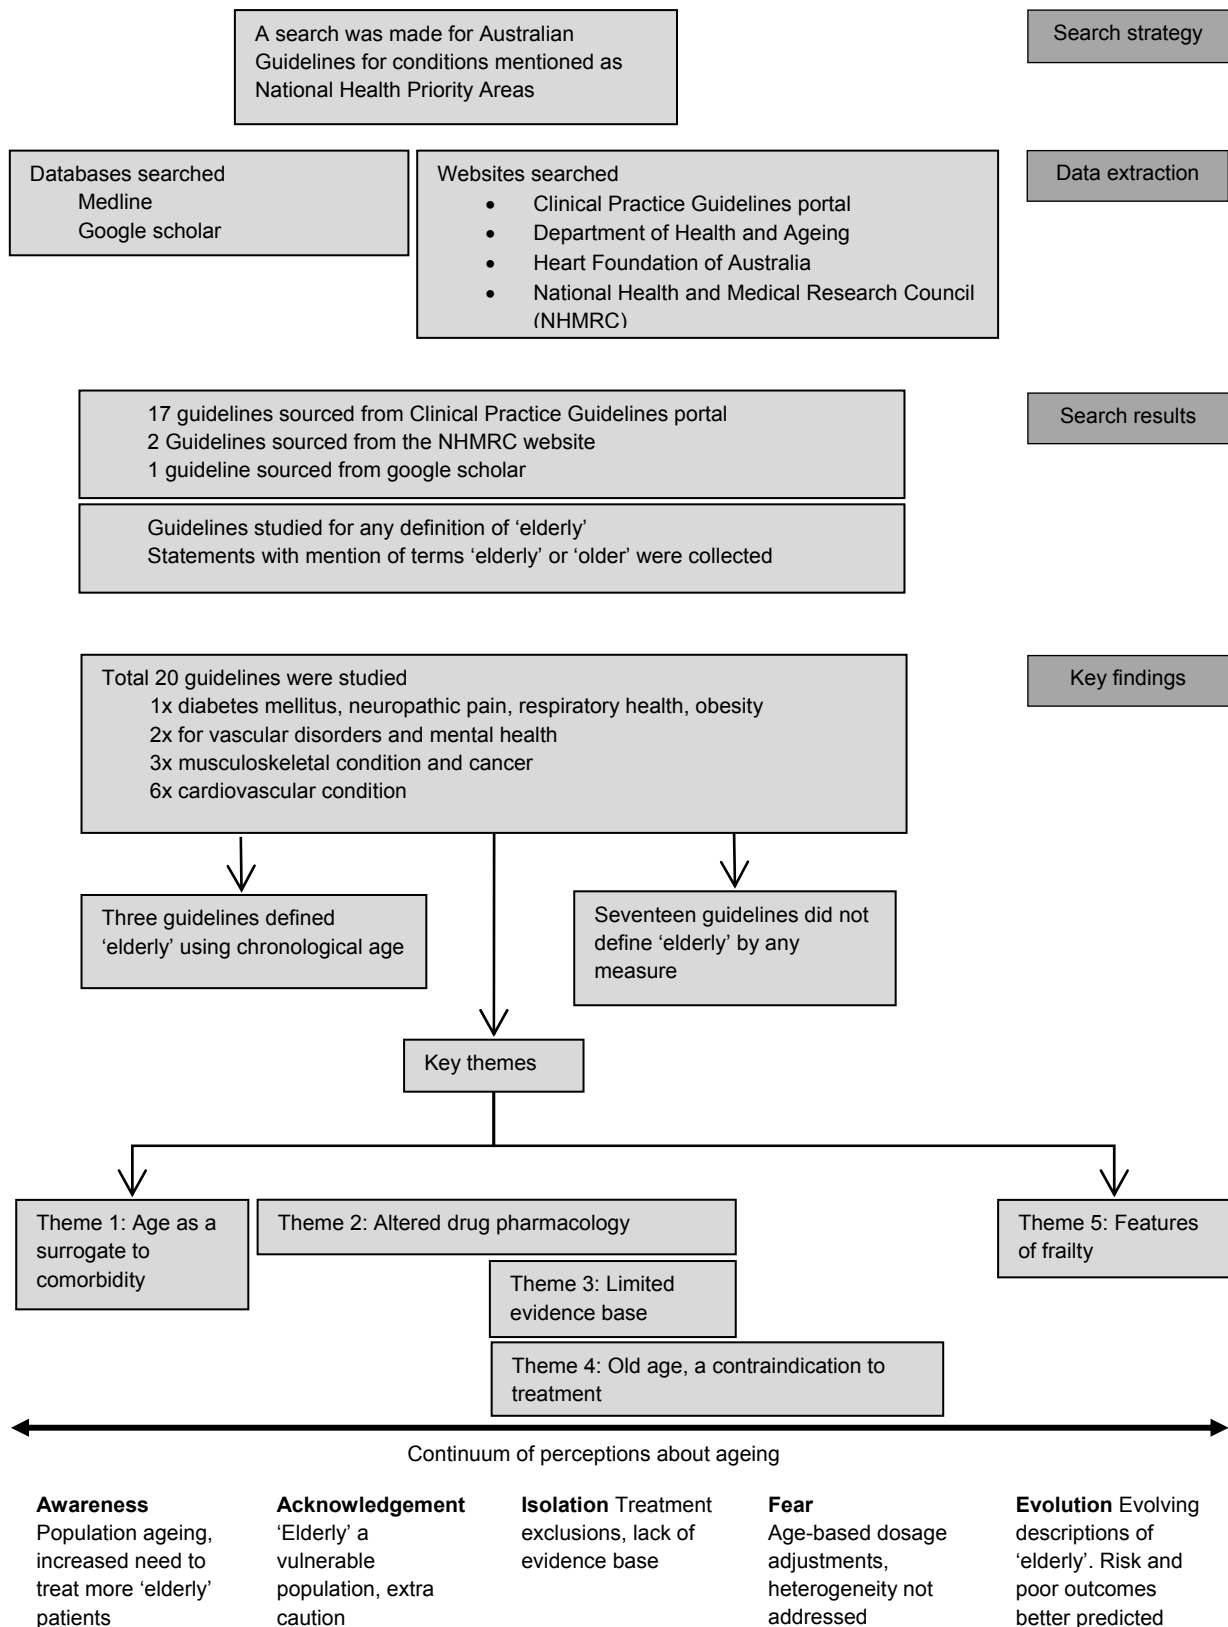 A search was made for Australian
Guidelines for conditions mentioned as
National Health Priority Areas
Search strategy
Databases searched
Medline
Google scholar
Websites searched
• Clinical Practice Guidelines portal
• Department of Health and Ageing
• Heart Foundation of Australia
• National Health and Medical Research Council
(NHMRC)
Data extraction
17 guidelines sourced from Clinical Practice Guidelines portal
2 Guidelines sourced from the NHMRC website
1 guideline sourced from google scholar
Search results
Guidelines studied for any definition of ‘elderly’
Statements with mention of terms ‘elderly’ or ‘older’ were collected
Total 20 guidelines were studied
1x diabetes mellitus, neuropathic pain, respiratory health, obesity
2x for vascular disorders and mental health
3x musculoskeletal condition and cancer
6x cardiovascular condition
Key findings
Three guidelines defined
‘elderly’ using chronological age
Seventeen guidelines did not
define ‘elderly’ by any
measure
Key themes
Theme 1: Age as a
surrogate to
comorbidity
Theme 2: Altered drug pharmacology
Theme 3: Limited
evidence base
Theme 4: Old age, a contraindication to
treatment
Theme 5: Features
of frailty
Continuum of perceptions about ageing
Awareness
Population ageing,
increased need to
treat more ‘elderly’
patients
Acknowledgement
‘Elderly’ a
vulnerable
population, extra
caution
Isolation Treatment
exclusions, lack of
evidence base
Fear
Age-based dosage
adjustments,
heterogeneity not
addressed
Evolution Evolving
descriptions of
‘elderly’. Risk and
poor outcomes
better predicted